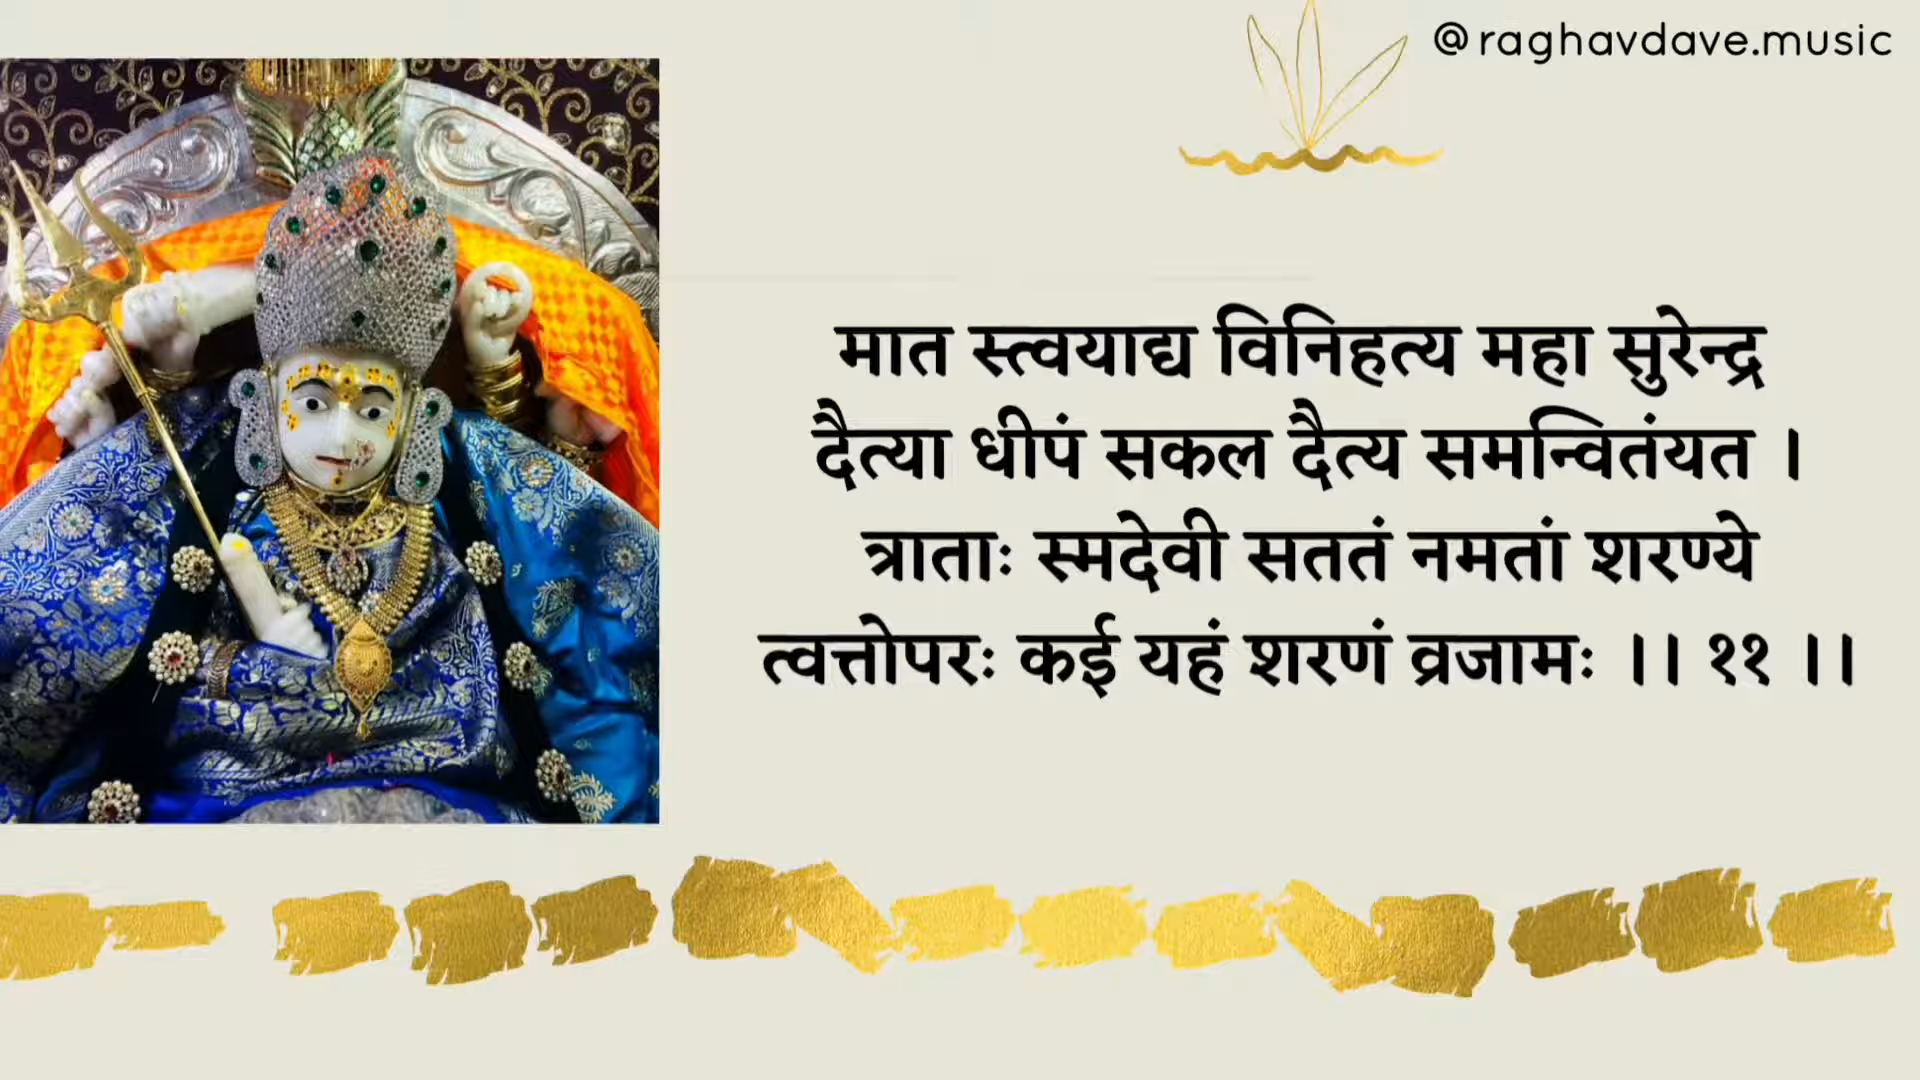 @raghavdave.music
मात स्त्वयाद्य विनिहत्य महा सुरेन्द्र
दैत्या धीपं सकल दैत्य समन्वितंयत ।
त्राताः स्मदेवी सततं नमतां शरण्ये
त्वत्तोपरः कई यहं शरणं व्रजामः ।। ११ ।।